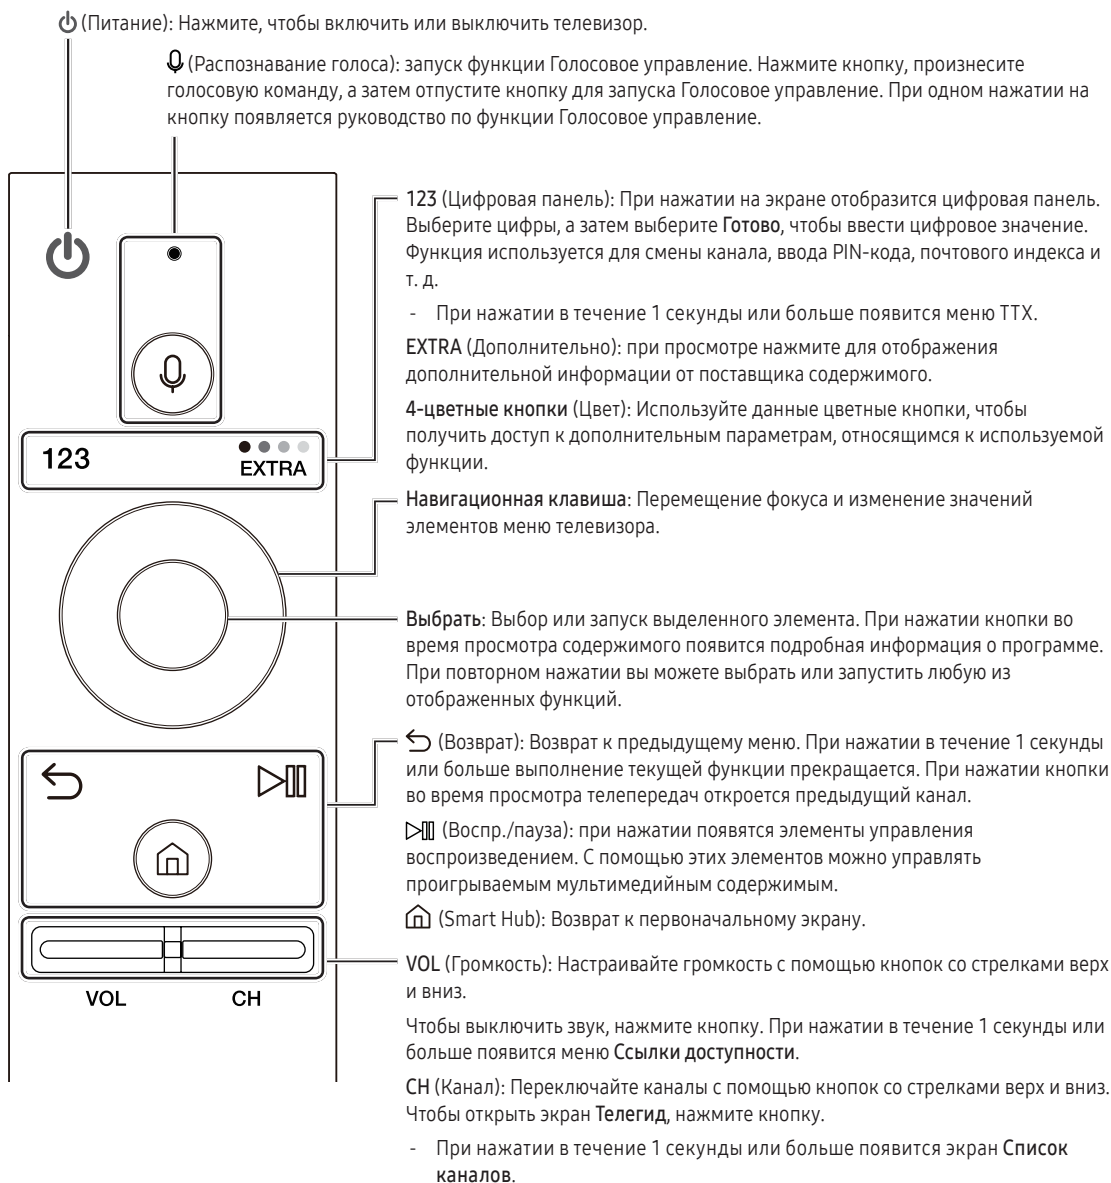 (Питание): Нажмите, чтобы включить или выключить телевизор.
(Распознавание голоса): запуск функции Голосовое управление. Нажмите кнопку, произнесите
голосовую команду, а затем отпустите кнопку для запуска Голосовое управление. При одном нажатии на
кнопку появляется руководство по функции Голосовое управление.
123 (Цифровая панель): При нажатии на экране отобразится цифровая панель.
Выберите цифры, а затем выберите Готово, чтобы ввести цифровое значение.
Функция используется для смены канала, ввода PIN-кода, почтового индекса и
т. д.
- При нажатии в течение 1 секунды или больше появится меню TTX.
EXTRA (Дополнительно): при просмотре нажмите для отображения
дополнительной информации от поставщика содержимого.
4-цветные кнопки (Цвет): Используйте данные цветные кнопки, чтобы
получить доступ к дополнительным параметрам, относящимся к используемой
функции.
123
EXTRA
Навигационная клавиша: Перемещение фокуса и изменение значений
элементов меню телевизора.
Выбрать: Выбор или запуск выделенного элемента. При нажатии кнопки во
время просмотра содержимого появится подробная информация о программе.
При повторном нажатии вы можете выбрать или запустить любую из
отображенных функций.
(Возврат): Возврат к предыдущему меню. При нажатии в течение 1 секунды
или больше выполнение текущей функции прекращается. При нажатии кнопки
во время просмотра телепередач откроется предыдущий канал.
(Воспр./пауза): при нажатии появятся элементы управления
воспроизведением. С помощью этих элементов можно управлять
проигрываемым мультимедийным содержимым.
(Smart Hub): Возврат к первоначальному экрану.
VOL (Громкость): Настраивайте громкость с помощью кнопок со стрелками верх
и вниз.
VOL
CH
Чтобы выключить звук, нажмите кнопку. При нажатии в течение 1 секунды или
больше появится меню Ссылки доступности.
CH (Канал): Переключайте каналы с помощью кнопок со стрелками верх и вниз.
Чтобы открыть экран Телегид, нажмите кнопку.
- При нажатии в течение 1 секунды или больше появится экран Список
каналов.